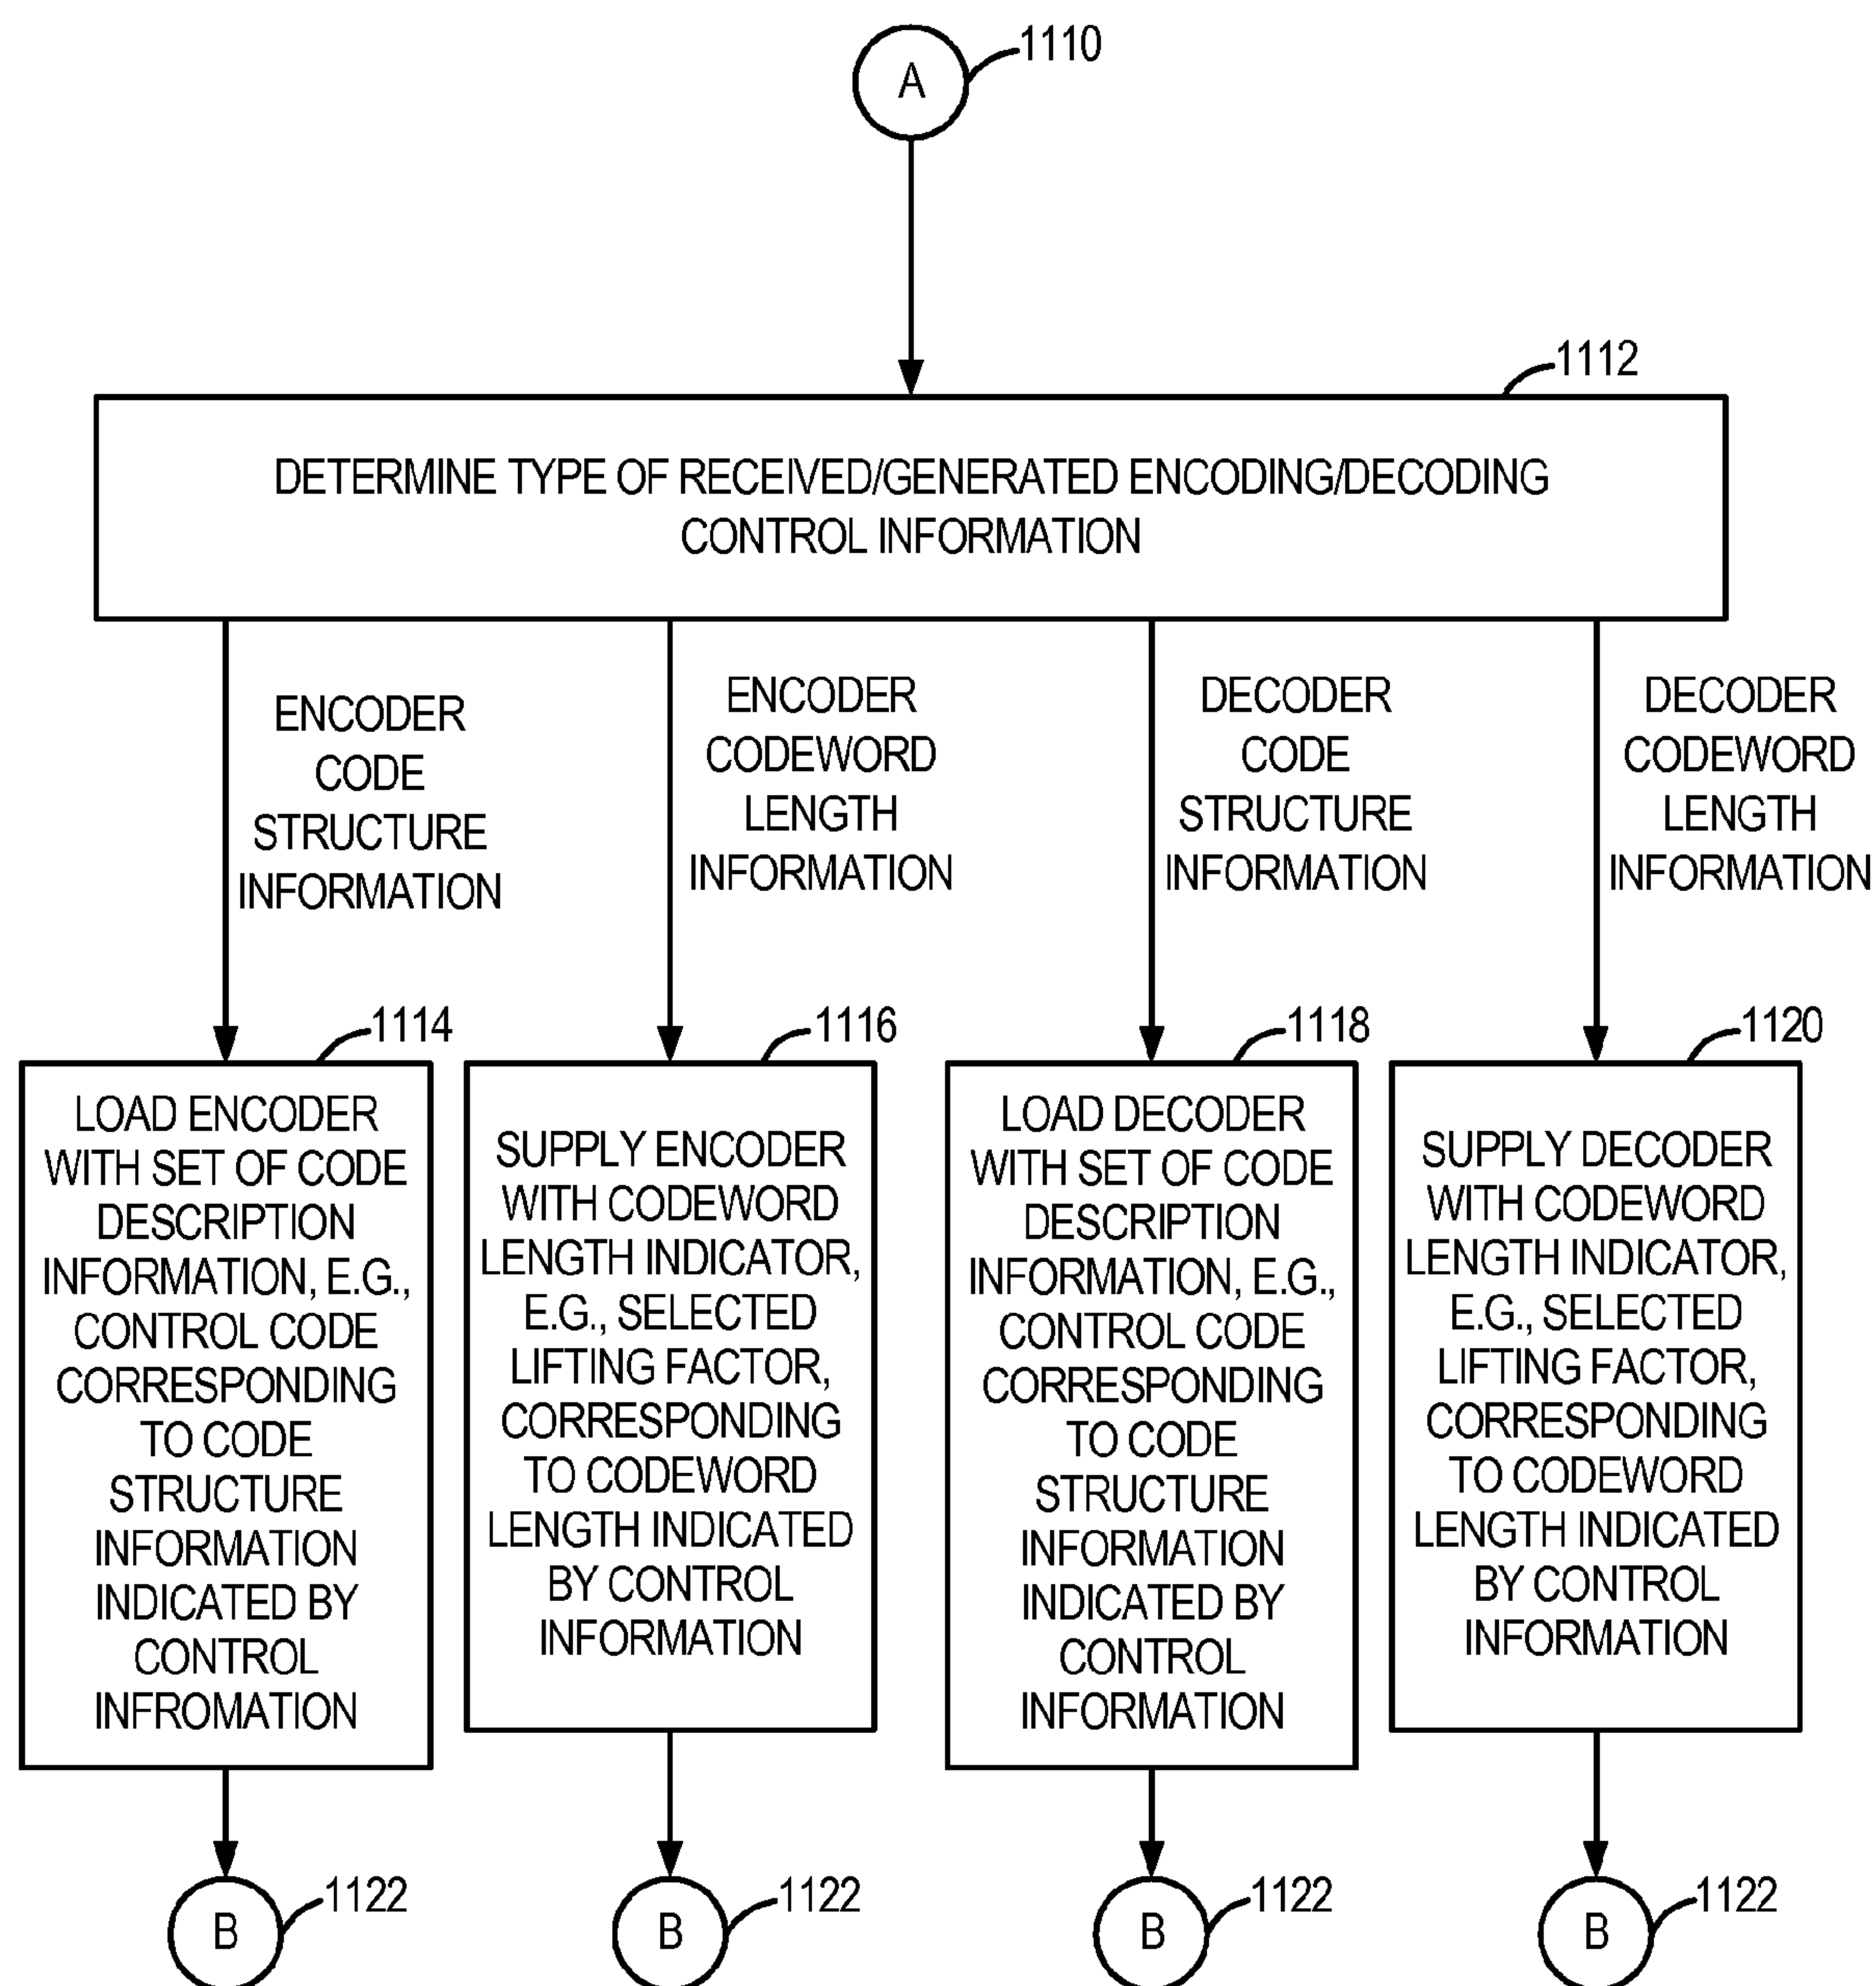 A
1110
1112
DETERMINE TYPE OF RECEIVED/GENERATED ENCODING/DECODING
CONTROL INFORMATION
ENCODER
CODE
STRUCTURE
INFORMATION
ENCODER
CODEWORD
LENGTH
INFORMATION
DECODER
CODE
STRUCTURE
INFORMATION
DECODER
CODEWORD
LENGTH
INFORMATION
1114
LOAD ENCODER
WITH SET OF CODE
DESCRIPTION
INFORMATION, E.G.,
CONTROL CODE
CORRESPONDING
TO CODE
STRUCTURE
INFORMATION
INDICATED BY
CONTROL
INFROMATION
1116
SUPPLY ENCODER
WITH CODEWORD
LENGTH INDICATOR,
E.G., SELECTED
LIFTING FACTOR,
CORRESPONDING
TO CODEWORD
LENGTH INDICATED
BY CONTROL
INFORMATION
1118
LOAD DECODER
WITH SET OF CODE
DESCRIPTION
INFORMATION, E.G.,
CONTROL CODE
CORRESPONDING
TO CODE
STRUCTURE
INFORMATION
INDICATED BY
CONTROL
INFORMATION
1120
SUPPLY DECODER
WITH CODEWORD
LENGTH INDICATOR,
E.G., SELECTED
LIFTING FACTOR,
CORRESPONDING
TO CODEWORD
LENGTH INDICATED
BY CONTROL
INFORMATION
B
1122
B
1122
B
1122
B
1122